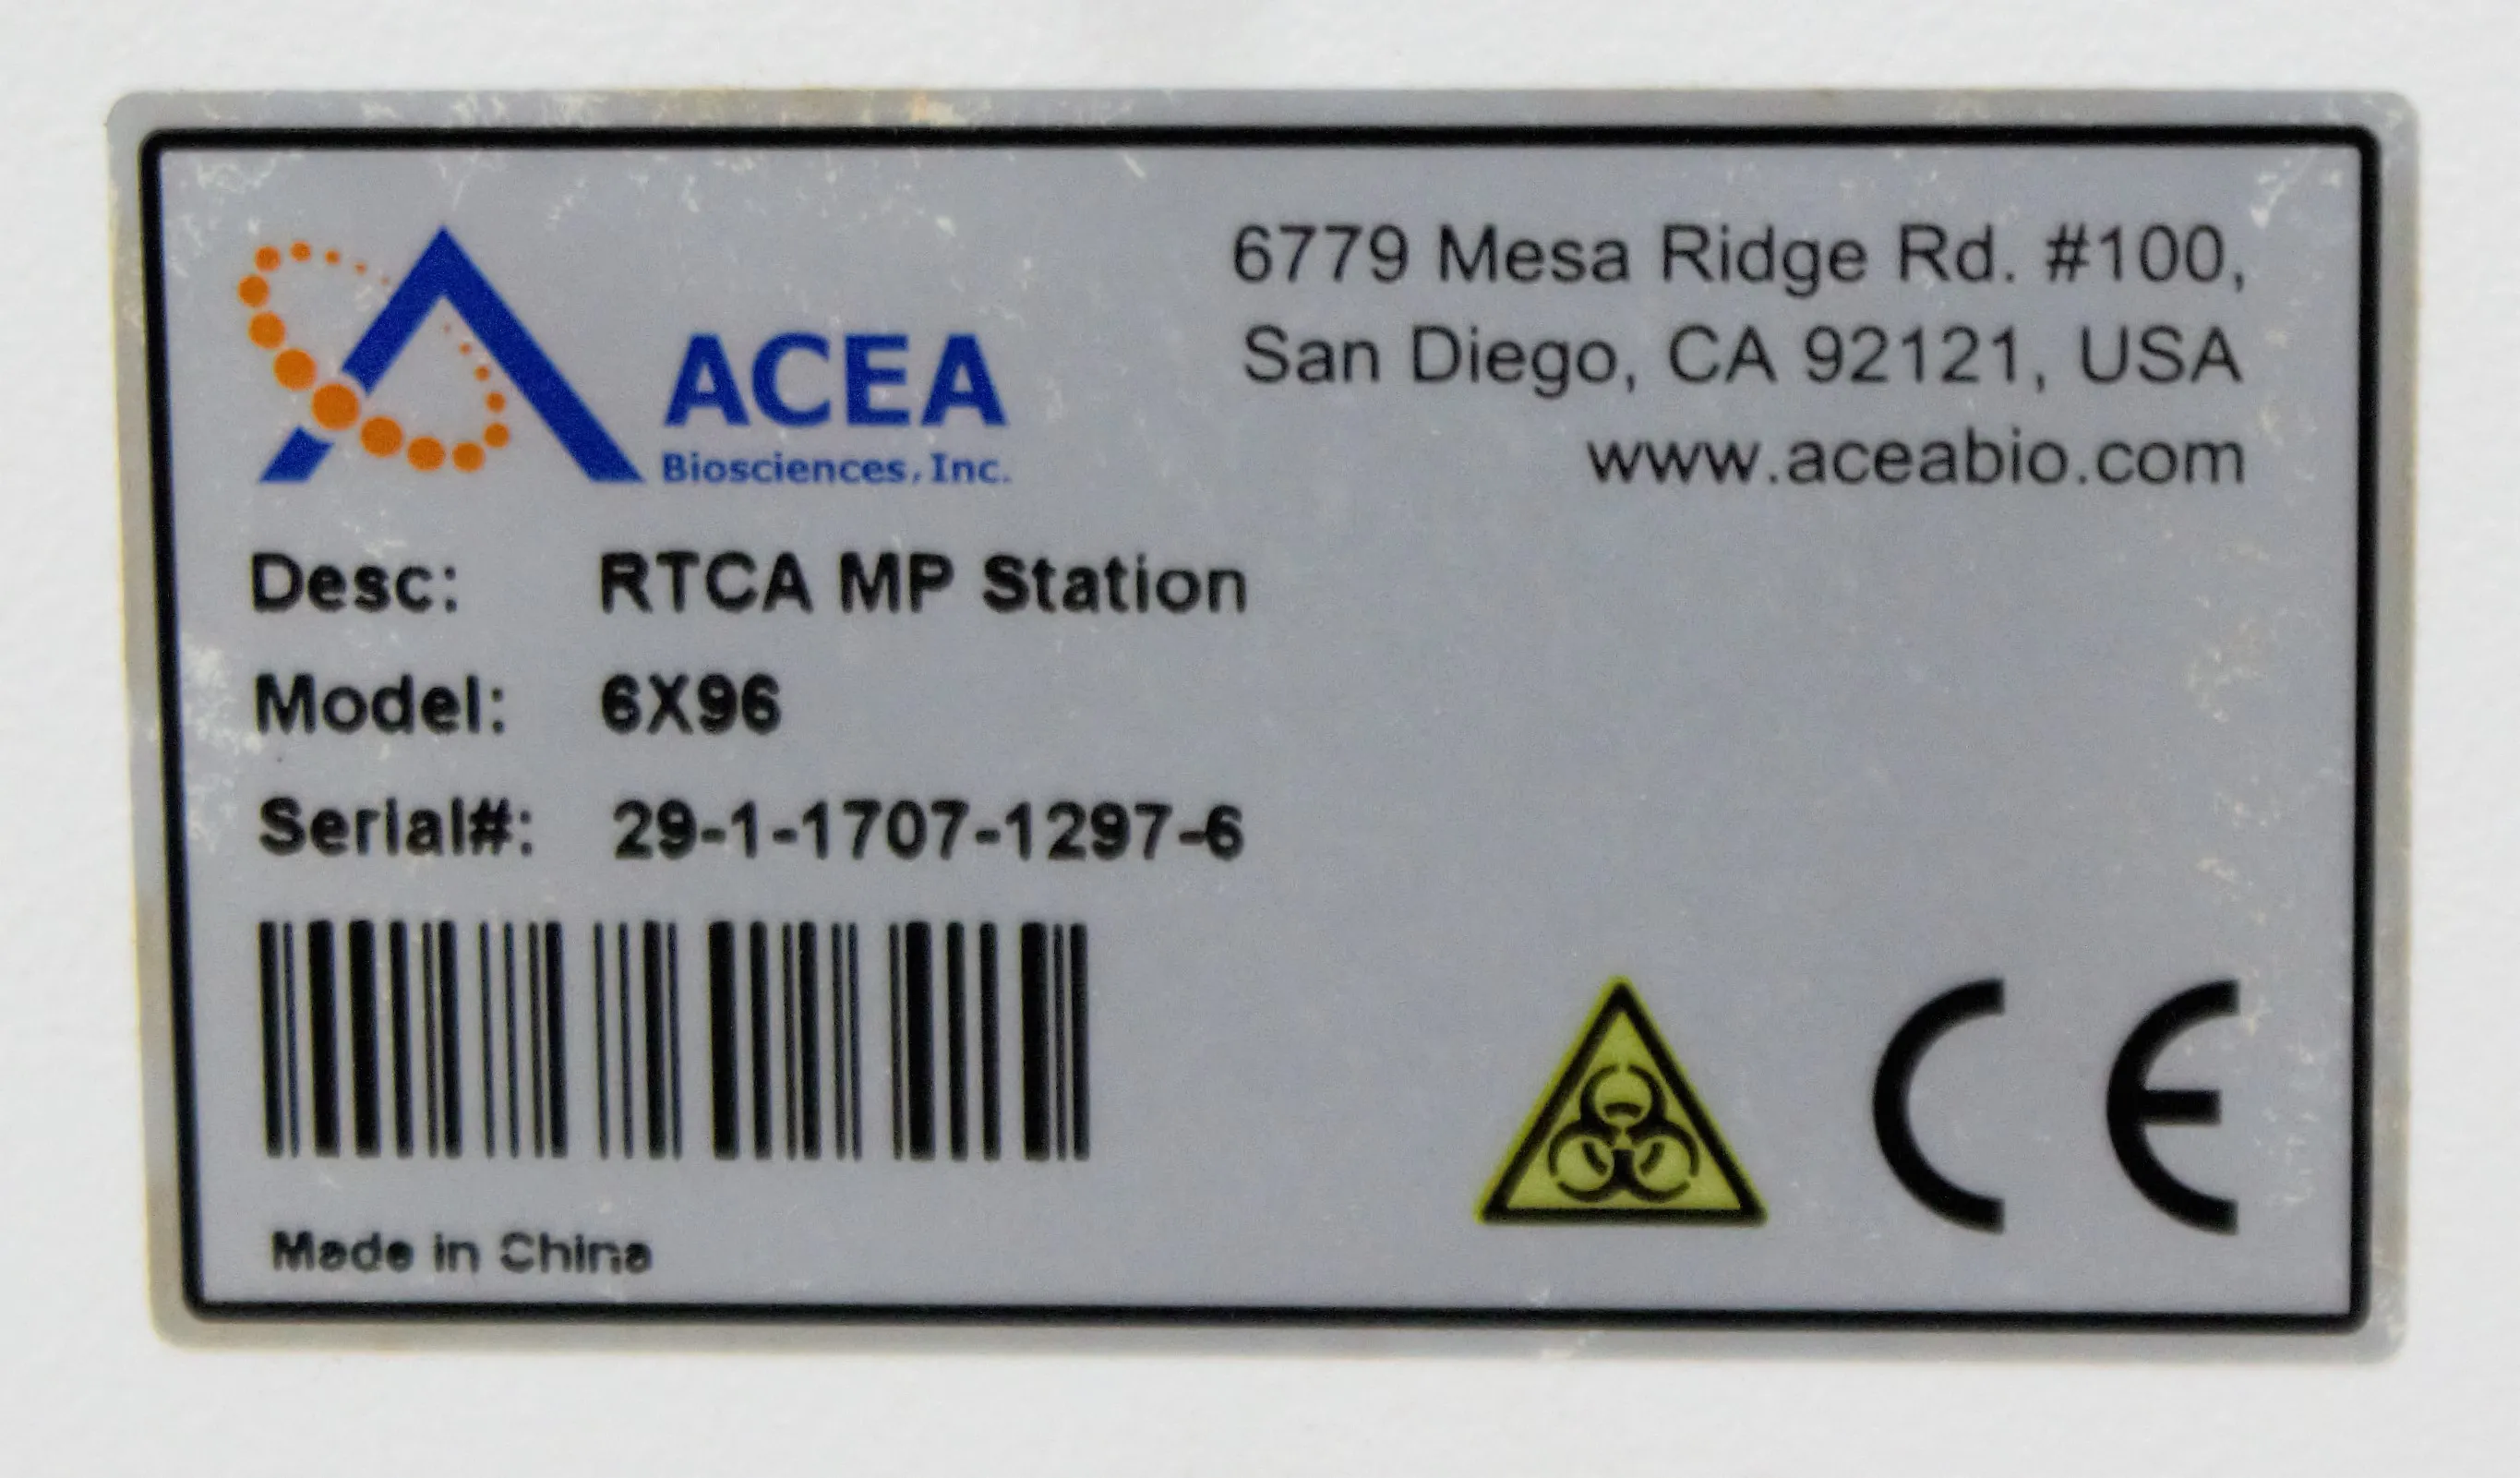 ACEA
Biosciences, Inc.
6779 Mesa Ridge Rd. #100,
San Diego, CA 92121, USA
www.aceabio.com
Desc: RTCA MP Station
Model: 6X96
Serial#: 29-1-1707-1297-6
Made in China
CE